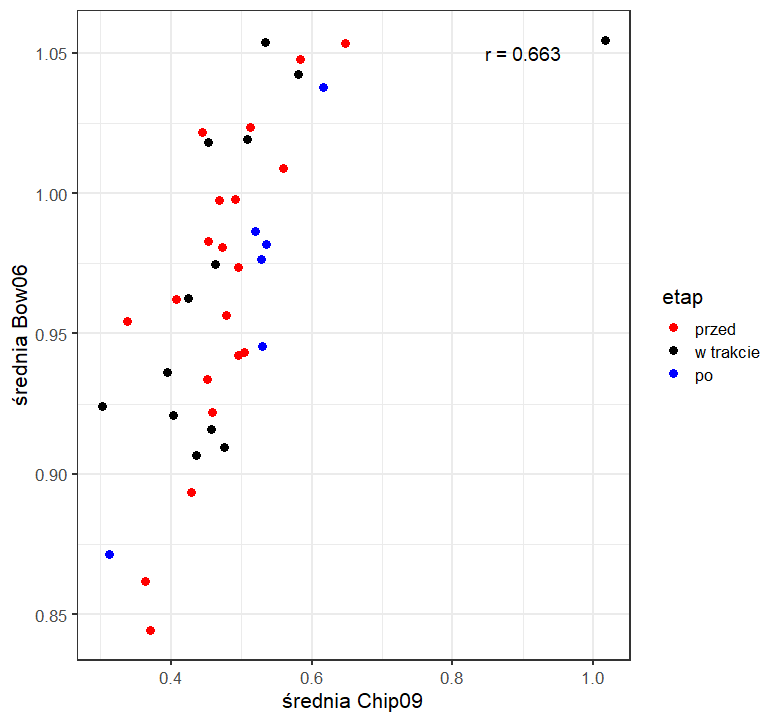 r = 0.663
1.05
1.00
0.95
0.90
0.85
średnia Bow06
0.4
0.6
0.8
1.0
średnia Chip09
etap
przed
w trakcie
po